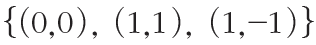 {(0,0), (1,1), (1,−1)}